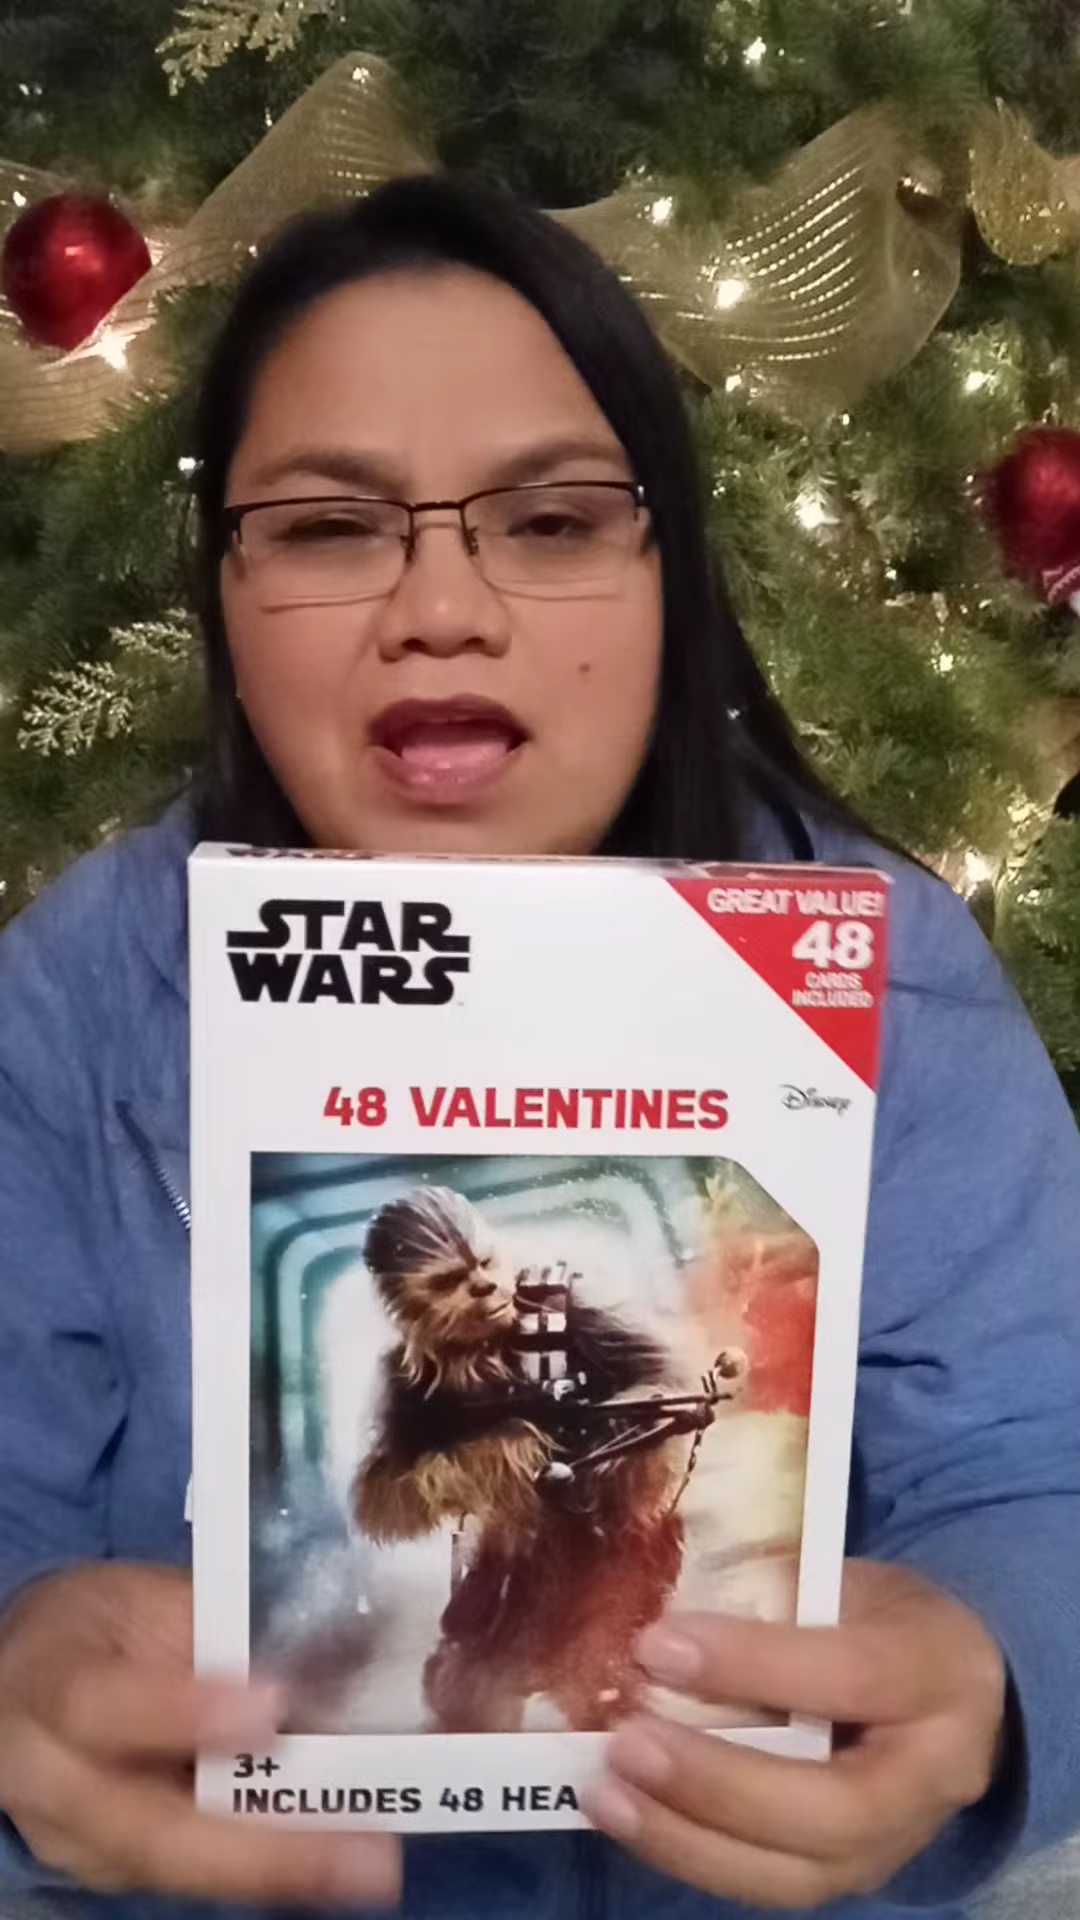 STAR
WARS
GREAT VALUE!
48
CARDS
INCLUDED
48 VALENTINES
Disney
3+
INCLUDES 48 HEA